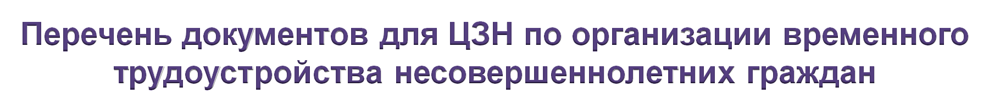 Перечень документов для ЦЗН по организации временного
трудоустройства несовершеннолетних граждан